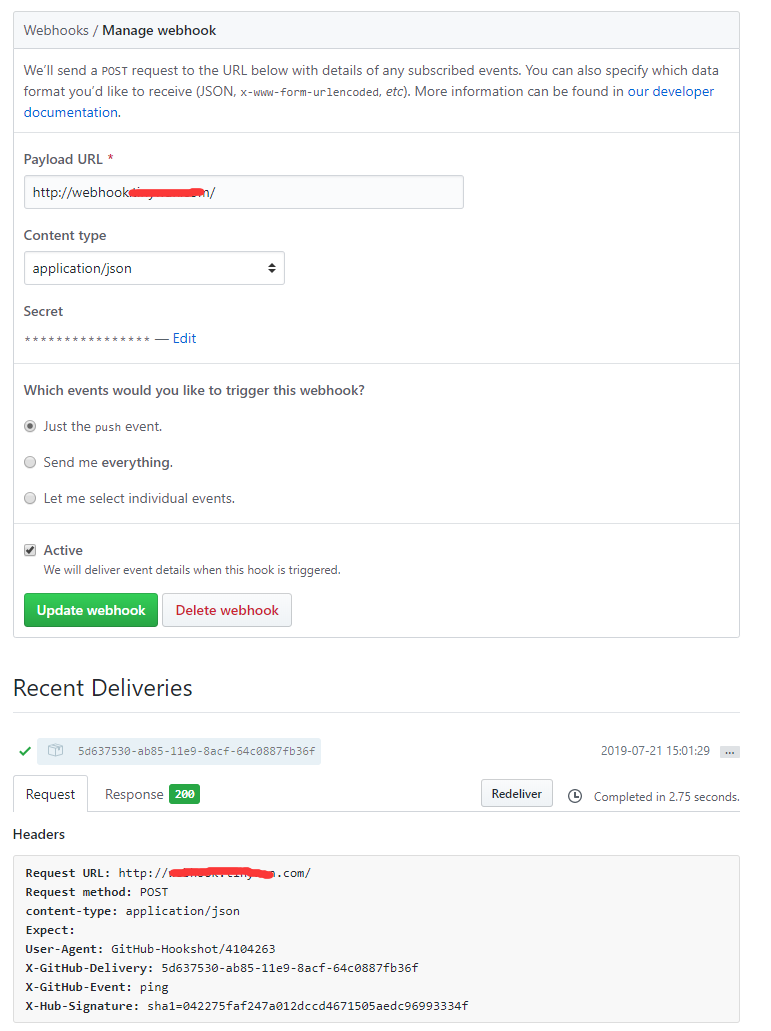 Webhooks / Manage webhook
We'll send a POST request to the URL below with details of any subscribed events. You can also specify which data
format you'd like to receive (JSON, x-www-form-urlencoded, etc). More information can be found in our developer
documentation.
Payload URL *
http://webhook m/
Content type
application/json
Secret
**************** — Edit
Which events would you like to trigger this webhook?
Just the push event.
Send me everything.
Let me select individual events.
Active
We will deliver event details when this hook is triggered.
Update webhook Delete webhook
Recent Deliveries
5d637530-ab85-11e9-8acf-64c0887fb36f 2019-07-21 15:01:29 ...
Request Response 200 Redeliver Completed in 2.75 seconds.
Headers
Request URL: http:// .com/
Request method: POST
content-type: application/json
Expect:
User-Agent: GitHub-Hookshot/4104263
X-GitHub-Delivery: 5d637530-ab85-11e9-8acf-64c0887fb36f
X-GitHub-Event: ping
X-Hub-Signature: sha1=042275faf247a012dccd4671505aedc96993334f